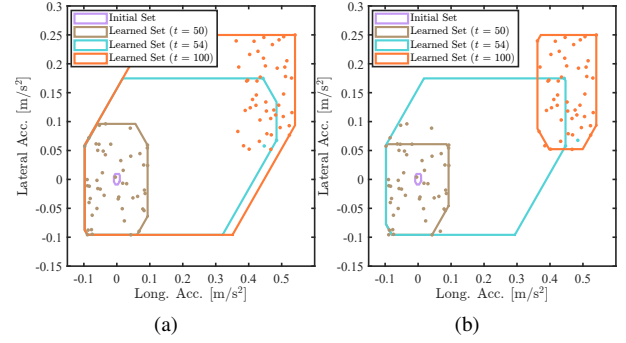 0.3
0.25
0.2
0.15
0.1
0.05
0
-0.05
-0.1
-0.15
Lateral Acc. [m/s²]
Initial Set
Learned Set (t = 50)
Learned Set (t = 54)
Learned Set (t = 100)
-0.1 0 0.1 0.2 0.3 0.4 0.5
Long. Acc. [m/s²]
(a)
0.3
0.25
0.2
0.15
0.1
0.05
0
-0.05
-0.1
-0.15
Lateral Acc. [m/s²]
Initial Set
Learned Set (t = 50)
Learned Set (t = 54)
Learned Set (t = 100)
-0.1 0 0.1 0.2 0.3 0.4 0.5
Long. Acc. [m/s²]
(b)